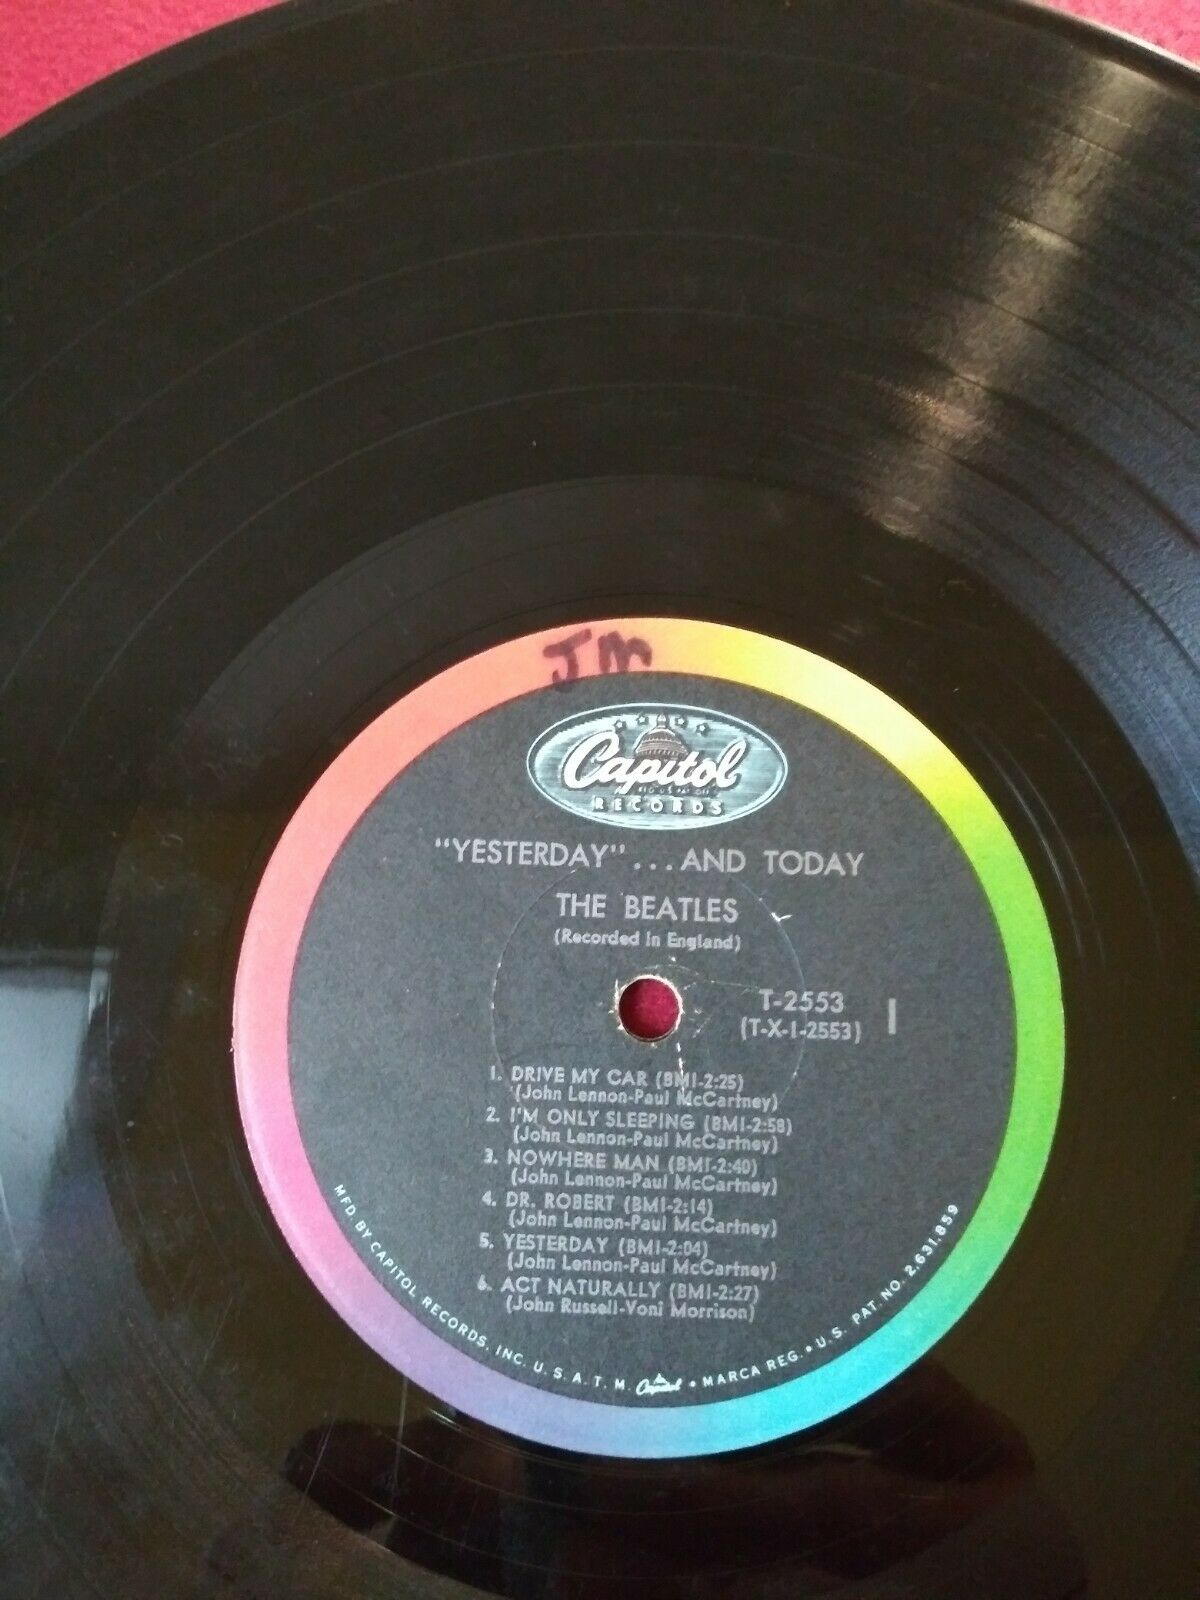 JM
Capitol
RECORDS
"YESTERDAY"...AND TODAY
THE BEATLES
(Recorded in England)
T-2553
(T-X-1-2553)
1
1. DRIVE MY CAR (BMI-2:25)
(John Lennon-Paul McCartney)
2. I'M ONLY SLEEPING (BMI-2:58)
(John Lennon-Paul McCartney)
3. NOWHERE MAN (BMI-2:40)
(John Lennon-Paul McCartney)
4. DR. ROBERT (BMI-2:14)
(John Lennon-Paul McCartney)
5. YESTERDAY (BMI-2:04)
(John Lennon-Paul McCartney)
6. ACT NATURALLY (BMI-2:27)
(John Russell-Voni Morrison)
MFD BY CAPITOL RECORDS, INC. U. S. A. T. M. Capitol • MARCA REG. • U. S. PAT. NO. 2,631,859